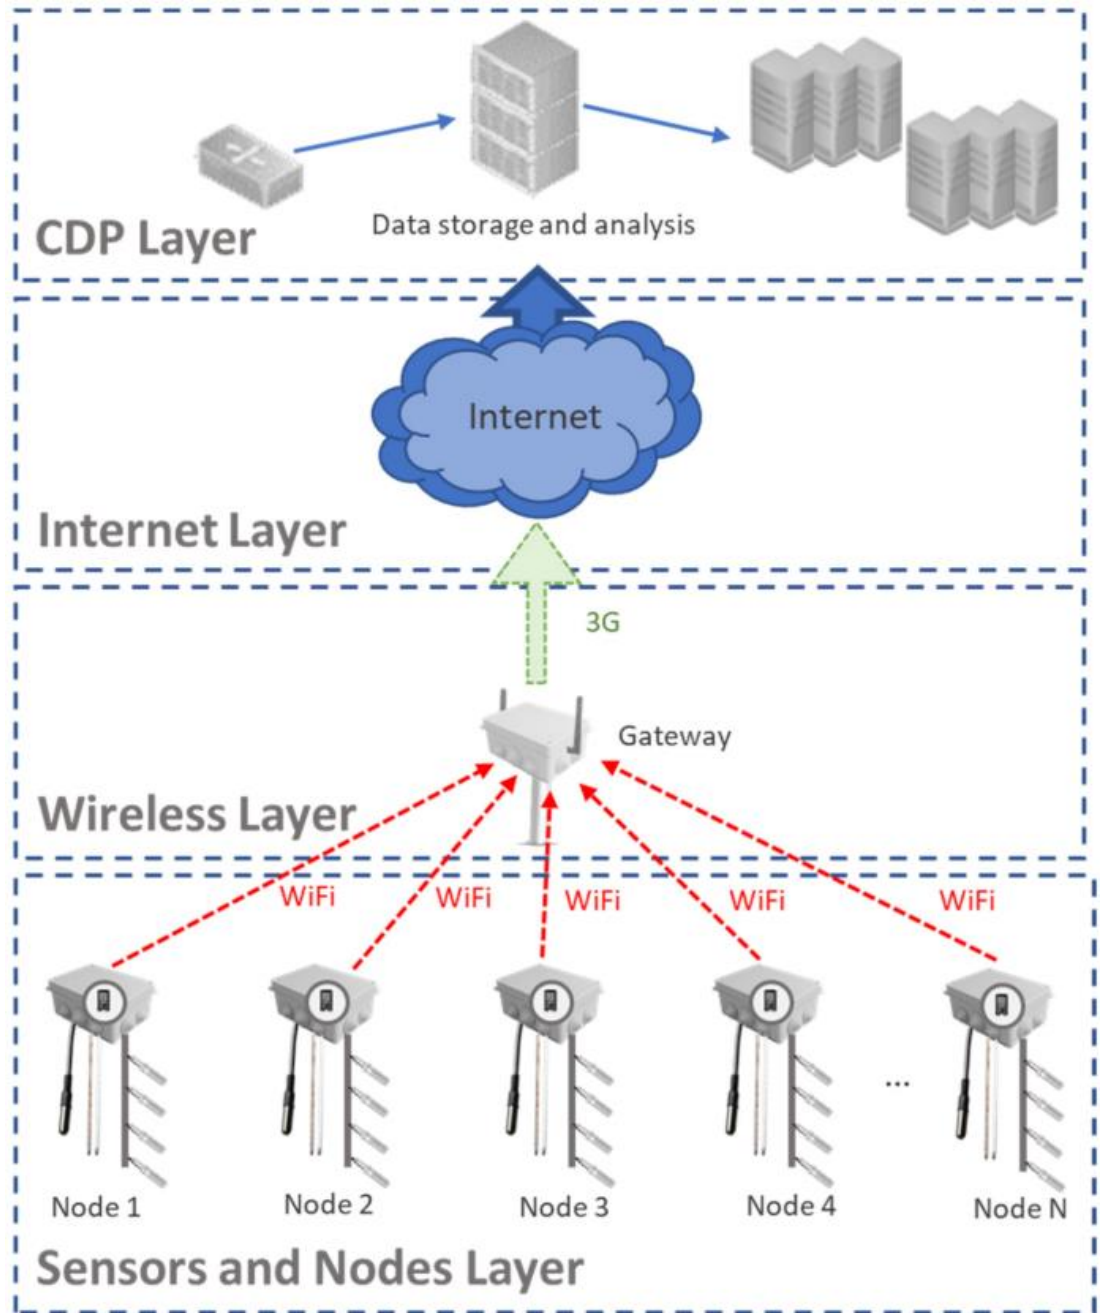 Data storage and analysis
CDP Layer
Internet
Internet Layer
3G
Gateway
Wireless Layer
WiFi WiFi WiFi WiFi WiFi
...
Node 1 Node 2 Node 3 Node 4 Node N
Sensors and Nodes Layer